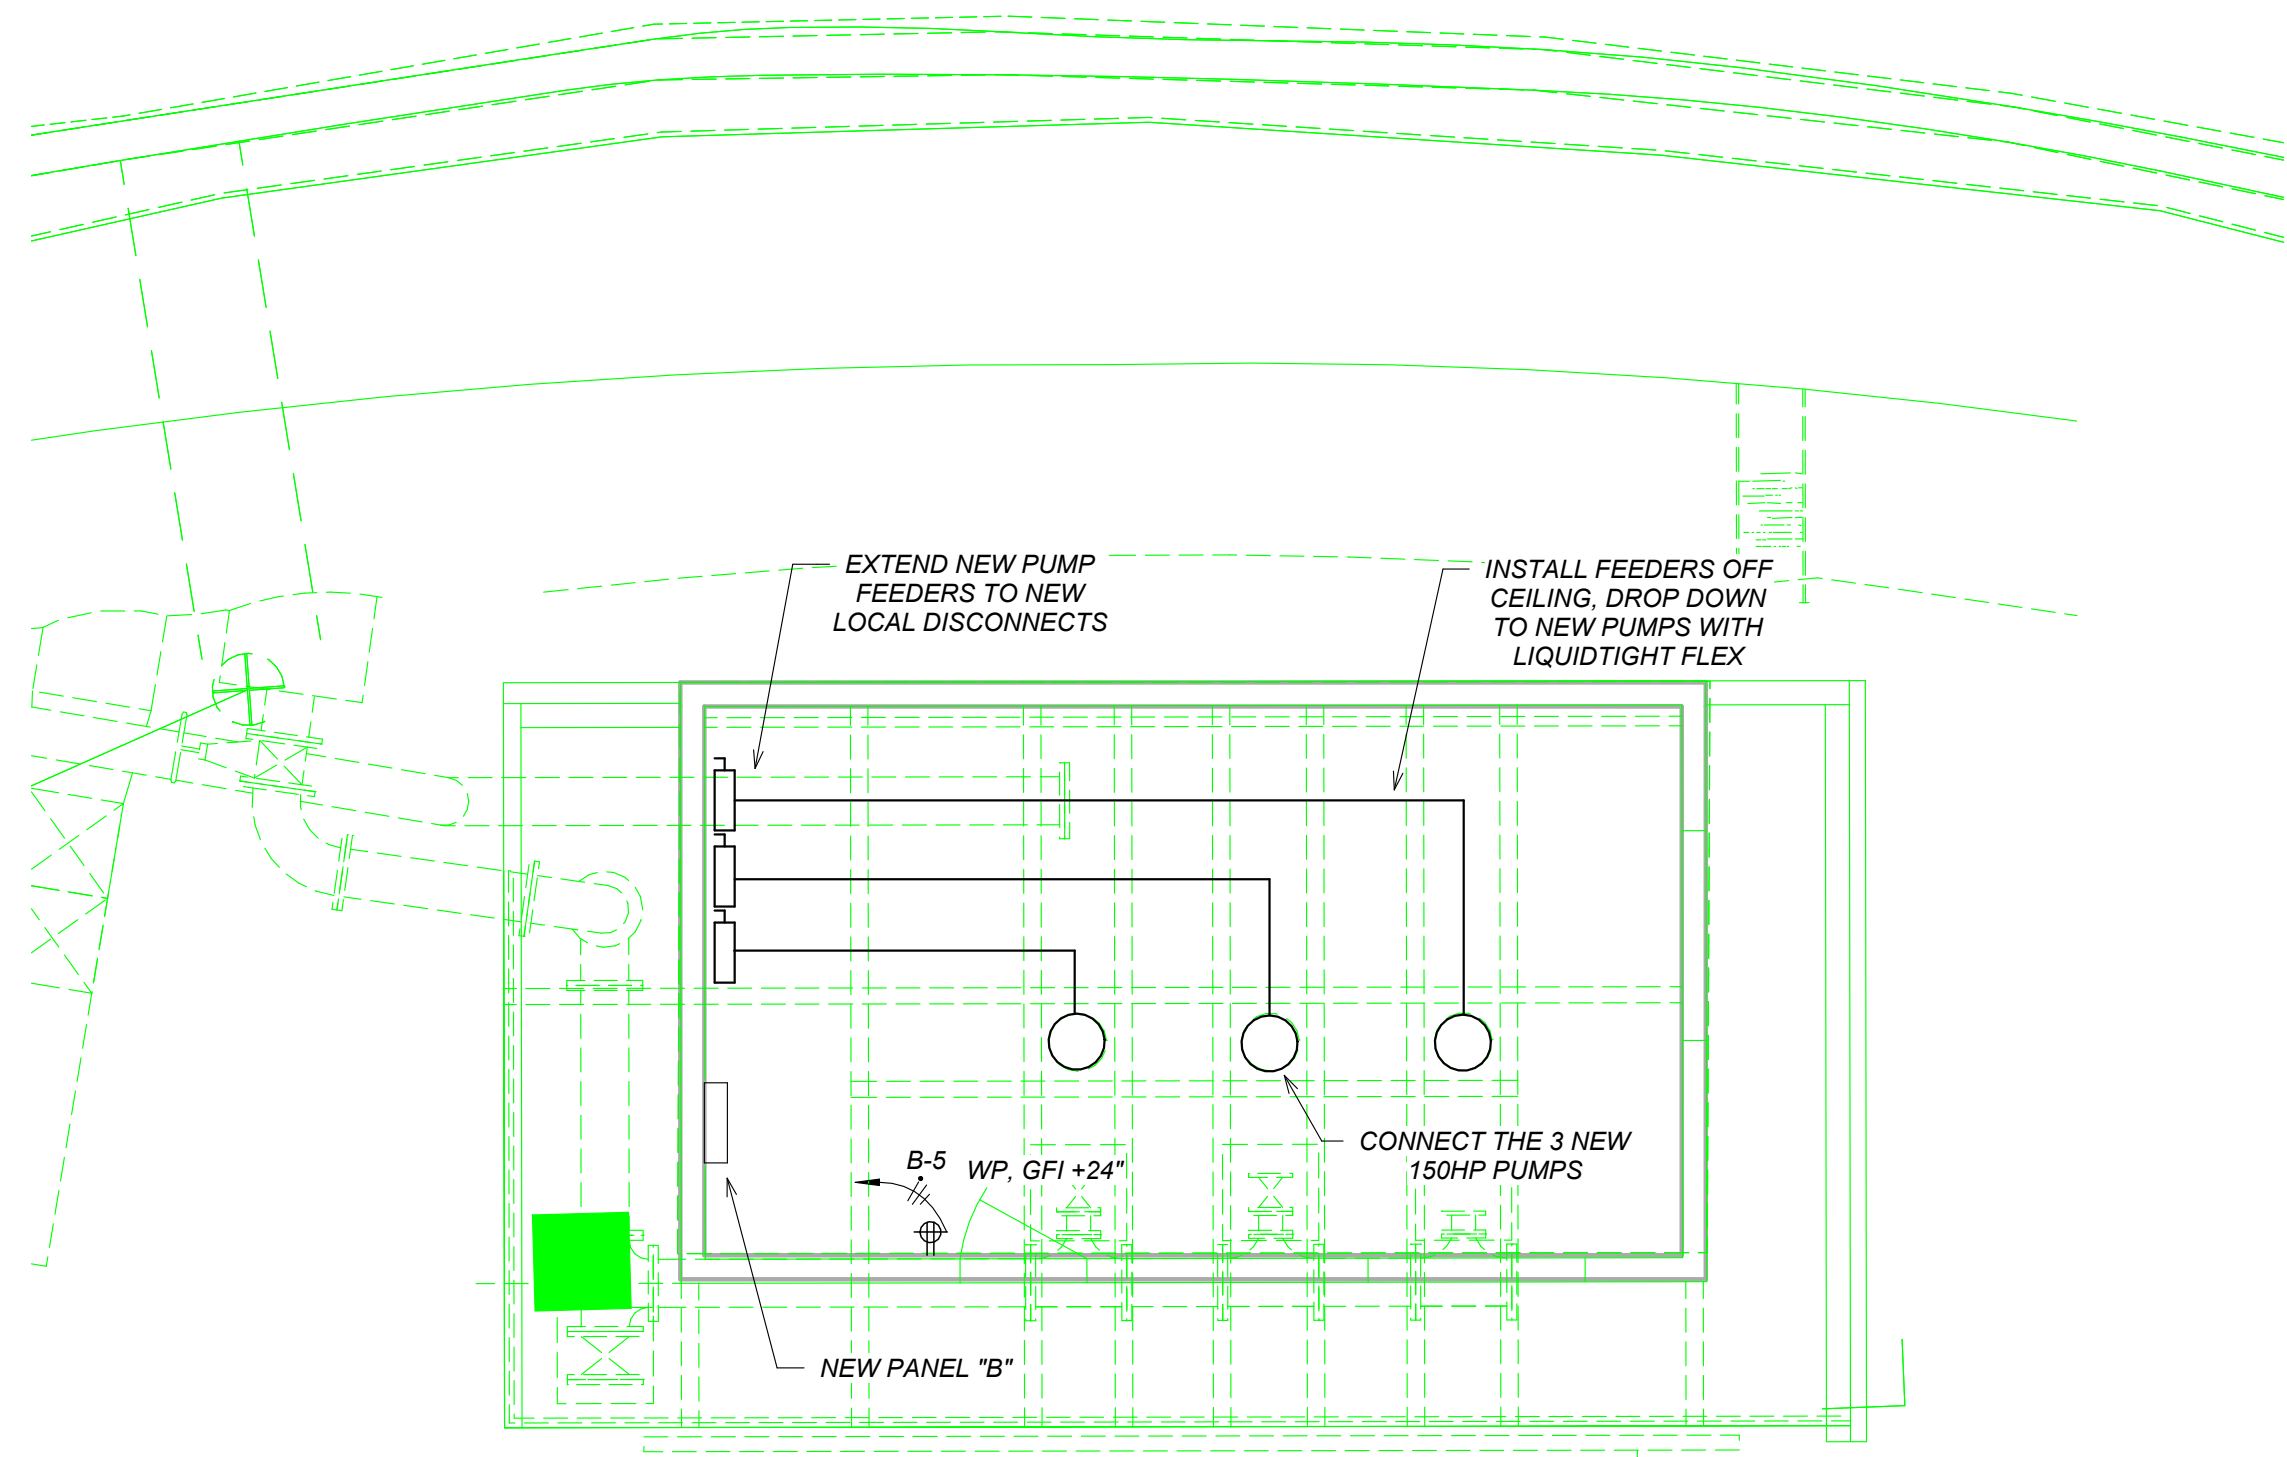 EXTEND NEW PUMP
FEEDERS TO NEW
LOCAL DISCONNECTS
INSTALL FEEDERS OFF
CEILING, DROP DOWN
TO NEW PUMPS WITH
LIQUIDTIGHT FLEX
CONNECT THE 3 NEW
150HP PUMPS
B-5
WP, GFI +24"
NEW PANEL "B"